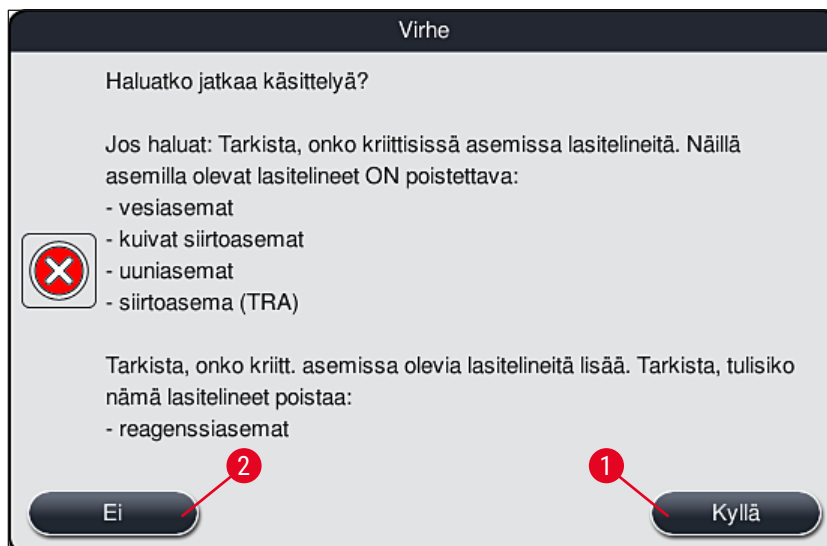 Virhe
Haluatko jatkaa käsittelyä?
Jos haluat: Tarkista, onko kriittisissä asemissa lasitelineitä. Näillä
asemilla olevat lasitelineet ON poistettava:
- vesiasemat
- kuivat siirtoasemat
- uuniasemat
- siirtoasema (TRA)
Tarkista, onko kriitt. asemissa olevia lasitelineitä lisää. Tarkista, tulisiko
nämä lasitelineet poistaa:
- reagenssiasemat
2
1
Ei
Kyllä